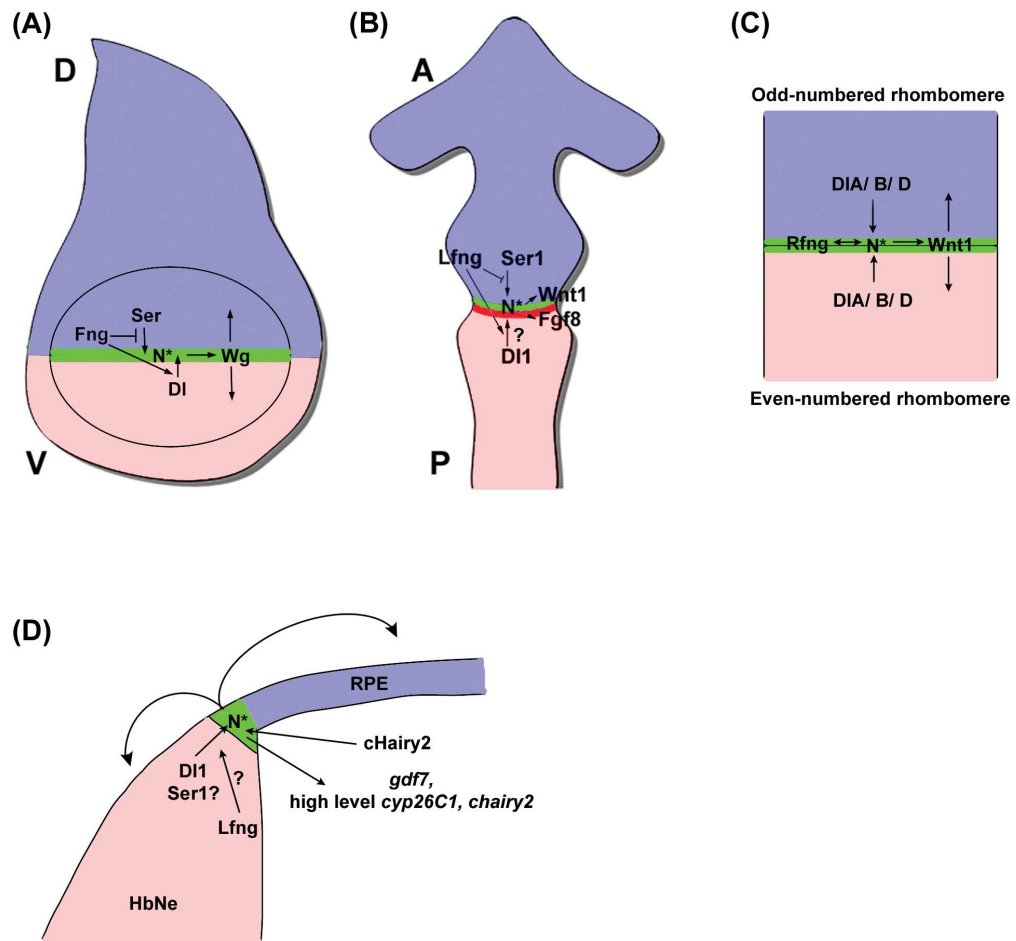 (A)
D
Ser
Fng
N*
Wg
Dl
V
(B)
A
Lfng
Ser1
N*
Wnt1
Fgf8
?
Dl1
P
(C)
Odd-numbered rhombomere
DlA/ B/ D
Rfng
N*
Wnt1
DlA/ B/ D
Even-numbered rhombomere
(D)
RPE
N*
cHairy2
Dl1
Ser1?
?
gdf7,
high level cyp26C1, chairy2
Lfng
HbNe